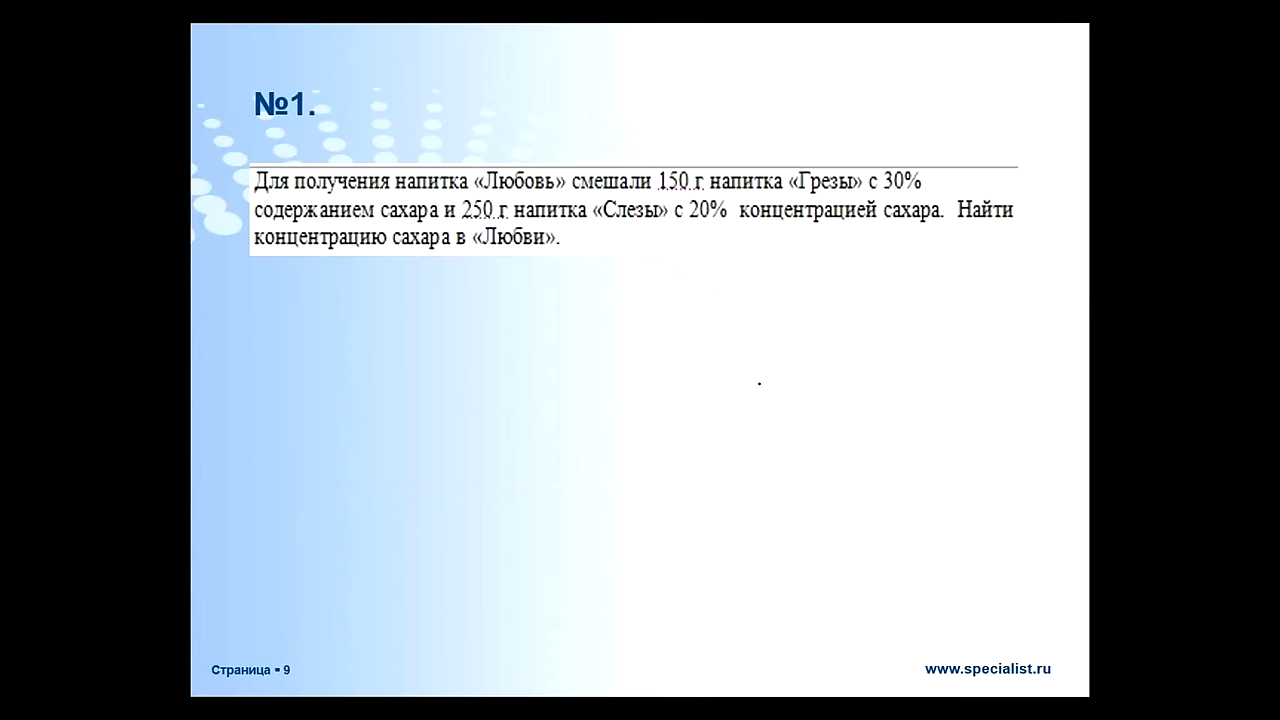 №1.
Для получения напитка «Любовь» смешали 150 г напитка «Грезы» с 30%
содержанием сахара и 250 г напитка «Слезы» с 20% концентрацией сахара. Найти
концентрацию сахара в «Любви».
Страница ▪ 9
www.specialist.ru